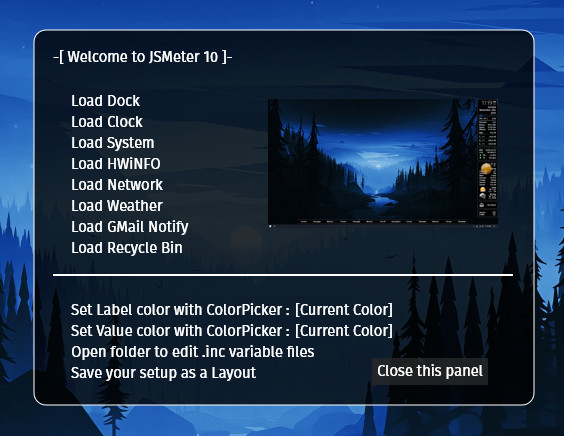 -[ Welcome to JSMeter 10 ]-
Load Dock
Load Clock
Load System
Load HWiNFO
Load Network
Load Weather
Load GMail Notify
Load Recycle Bin
Set Label color with ColorPicker : [Current Color]
Set Value color with ColorPicker : [Current Color]
Open folder to edit .inc variable files
Save your setup as a Layout
Close this panel